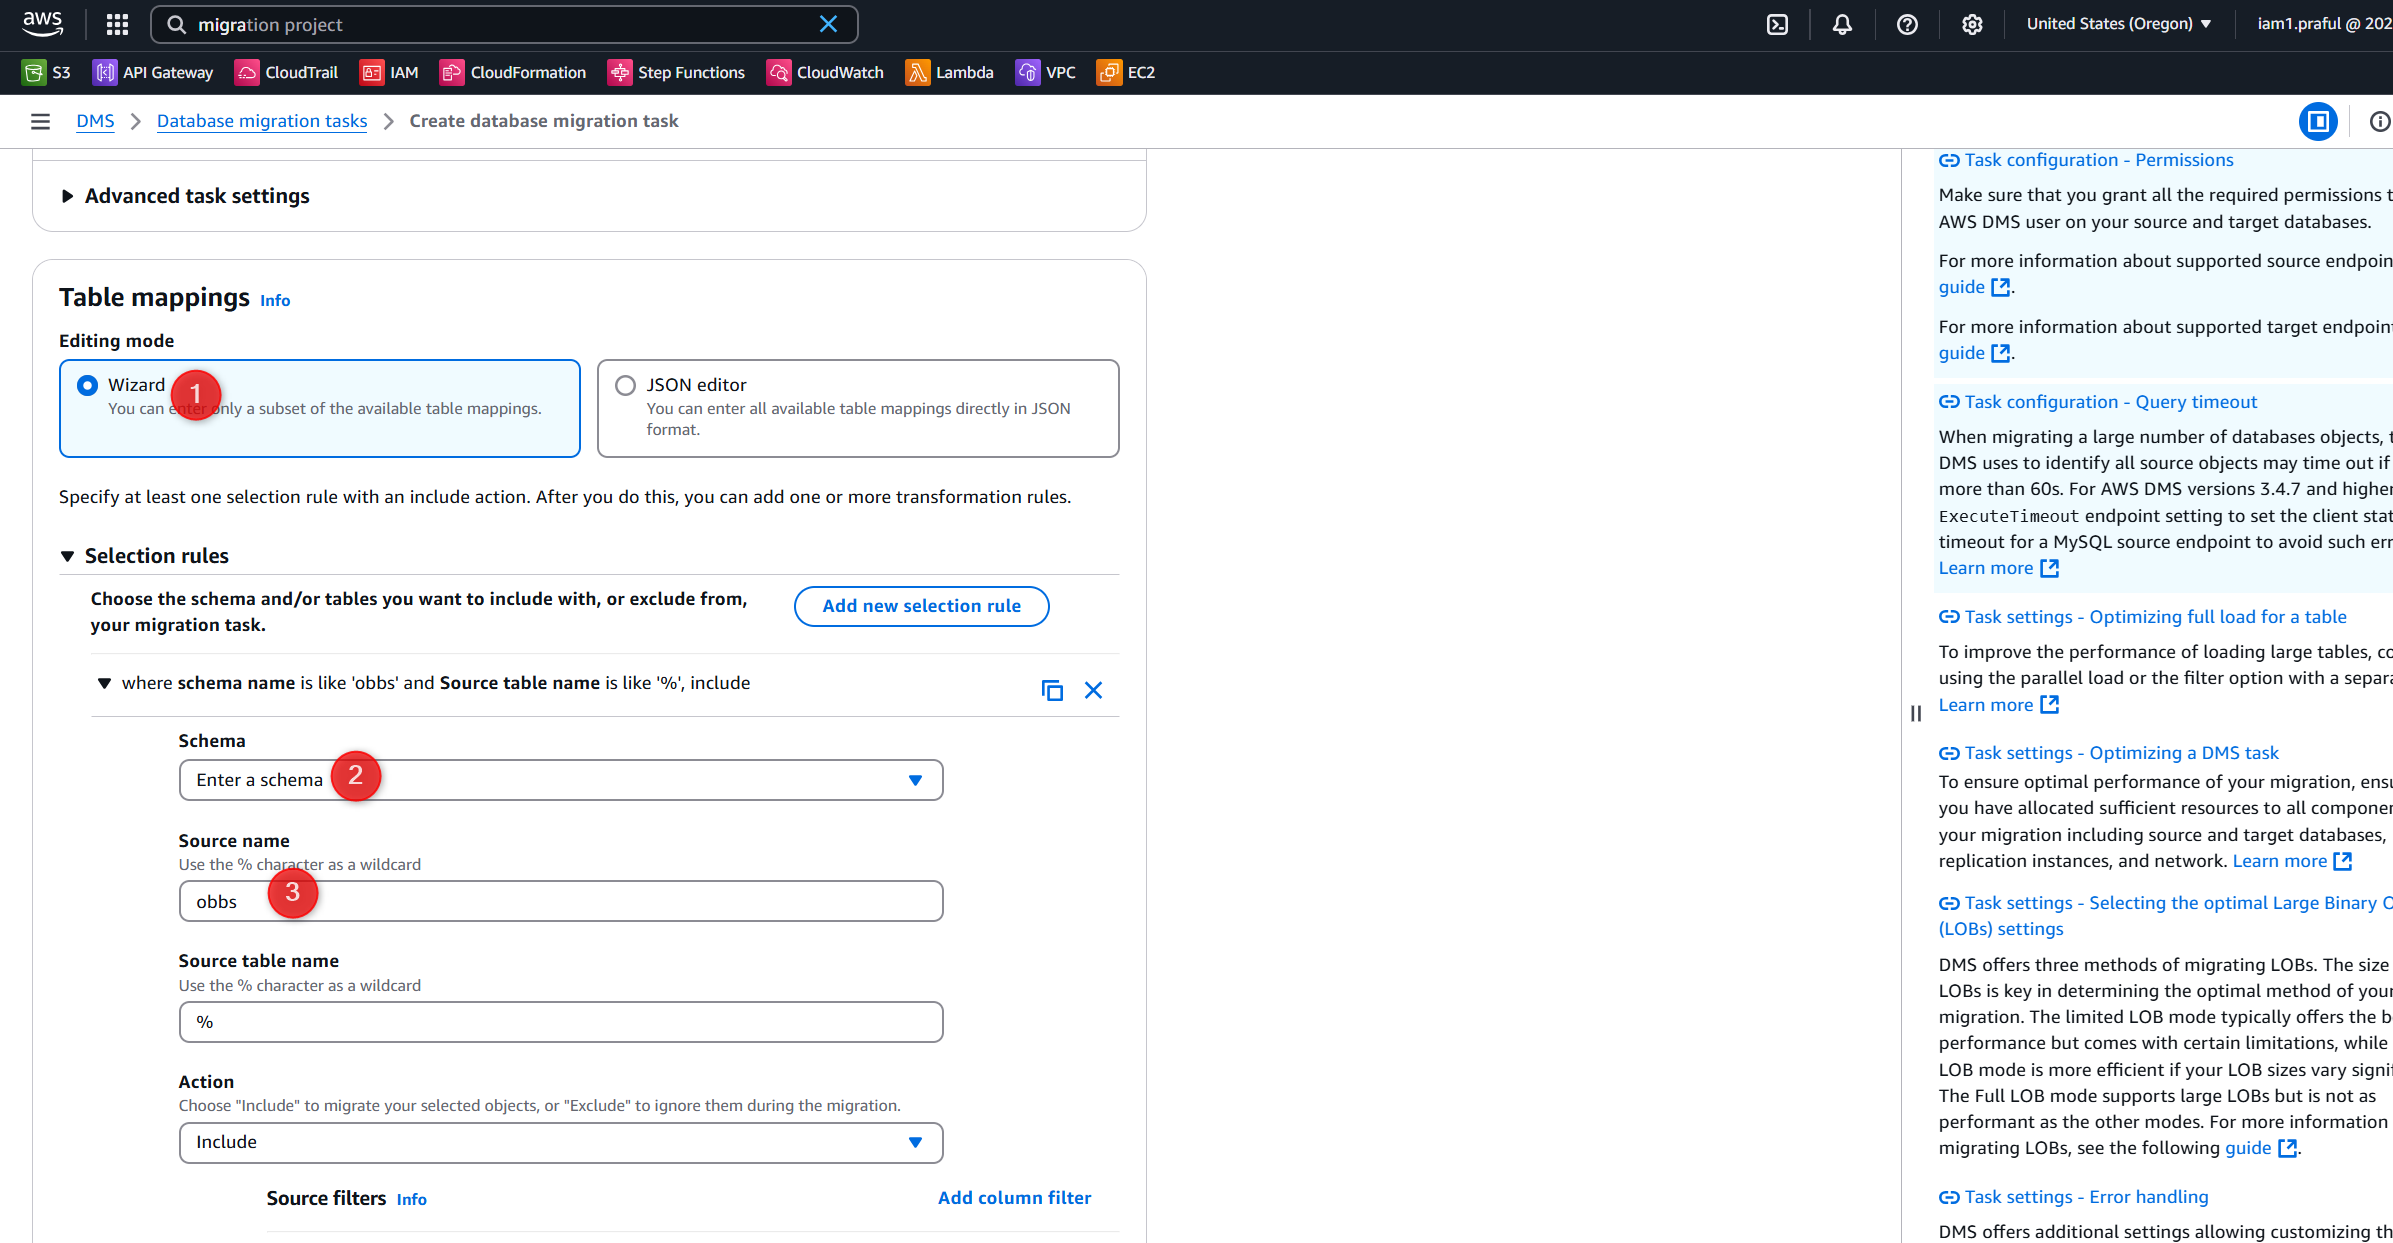 aws
migration project
United States (Oregon)
iam1.praful @ 202
S3
API Gateway
CloudTrail
IAM
CloudFormation
Step Functions
CloudWatch
Lambda
VPC
EC2
DMS
Database migration tasks
Create database migration task
Advanced task settings
Table mappings Info
Editing mode
Wizard
1
You can enter only a subset of the available table mappings.
JSON editor
You can enter all available table mappings directly in JSON
format.
Specify at least one selection rule with an include action. After you do this, you can add one or more transformation rules.
Selection rules
Choose the schema and/or tables you want to include with, or exclude from,
your migration task.
Add new selection rule
where schema name is like 'obbs' and Source table name is like '%', include
Schema
Enter a schema
2
Source name
Use the % character as a wildcard
obbs
3
Source table name
Use the % character as a wildcard
%
Action
Choose "Include" to migrate your selected objects, or "Exclude" to ignore them during the migration.
Include
Source filters Info
Add column filter
Task configuration - Permissions
Make sure that you grant all the required permissions t
AWS DMS user on your source and target databases.
For more information about supported source endpoin
guide .
For more information about supported target endpoint
guide .
Task configuration - Query timeout
When migrating a large number of databases objects, t
DMS uses to identify all source objects may time out if
more than 60s. For AWS DMS versions 3.4.7 and higher
ExecuteTimeout endpoint setting to set the client stat
timeout for a MySQL source endpoint to avoid such err
Learn more
Task settings - Optimizing full load for a table
To improve the performance of loading large tables, co
using the parallel load or the filter option with a separa
Learn more
Task settings - Optimizing a DMS task
To ensure optimal performance of your migration, ensu
you have allocated sufficient resources to all componen
your migration including source and target databases,
replication instances, and network. Learn more
Task settings - Selecting the optimal Large Binary O
(LOBs) settings
DMS offers three methods of migrating LOBs. The size
LOBs is key in determining the optimal method of your
migration. The limited LOB mode typically offers the b
performance but comes with certain limitations, while
LOB mode is more efficient if your LOB sizes vary signif
The Full LOB mode supports large LOBs but is not as
performant as the other modes. For more information
migrating LOBs, see the following guide .
Task settings - Error handling
DMS offers additional settings allowing customizing th